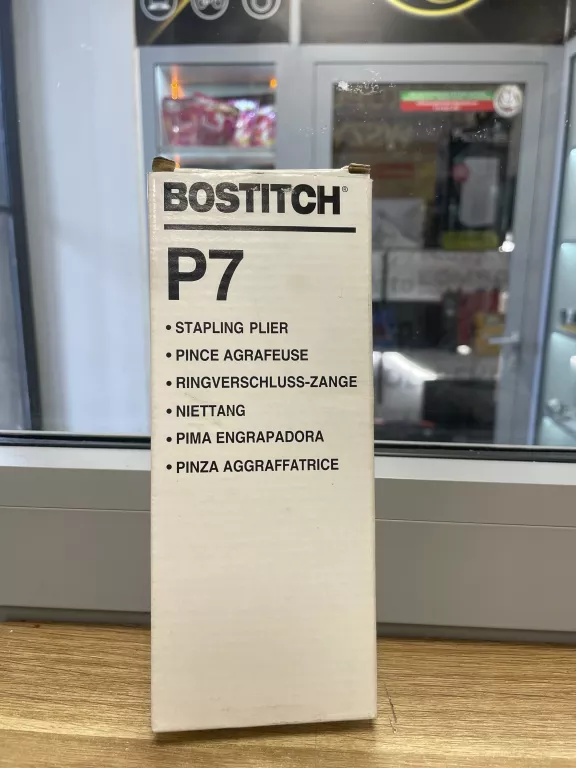 BOSTITCH®
P7
• STAPLING PLIER
• PINCE AGRAFEUSE
• RINGVERSCHLUSS-ZANGE
• NIETTANG
• PIMA ENGRAPADORA
• PINZA AGGRAFFATRICE